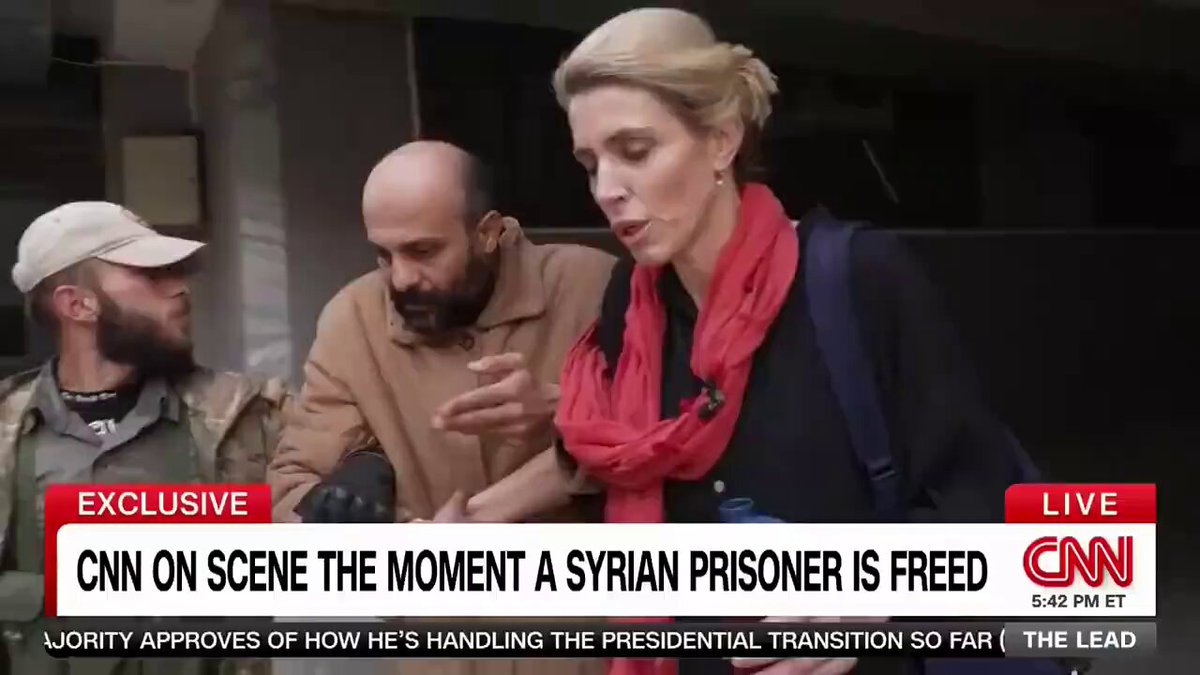 EXCLUSIVE
LIVE
CNN ON SCENE THE MOMENT A SYRIAN PRISONER IS FREED
CNN
5:42 PM ET
AJORITY APPROVES OF HOW HE'S HANDLING THE PRESIDENTIAL TRANSITION SO FAR (
THE LEAD